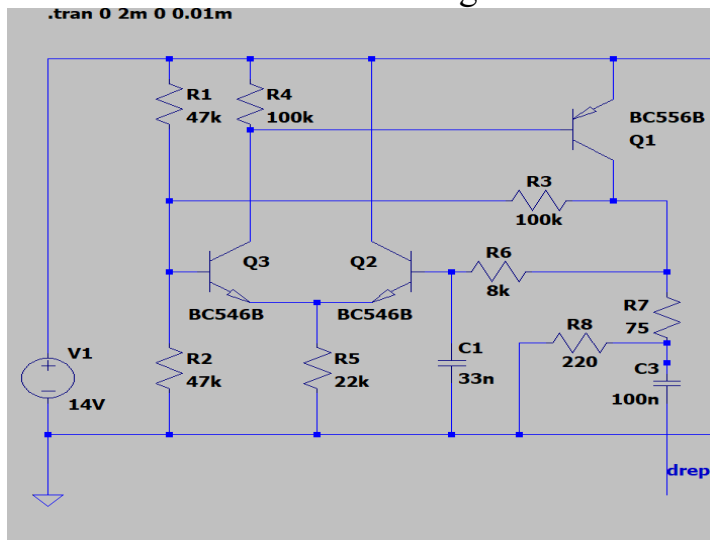 .tran 0 2m 0 0.01m
R1
47k
R4
100k
BC556B
Q1
R3
100k
Q3
BC546B
Q2
BC546B
R6
8k
R7
75
R8
220
V1
14V
R2
47k
R5
22k
C1
33n
C3
100n
drep